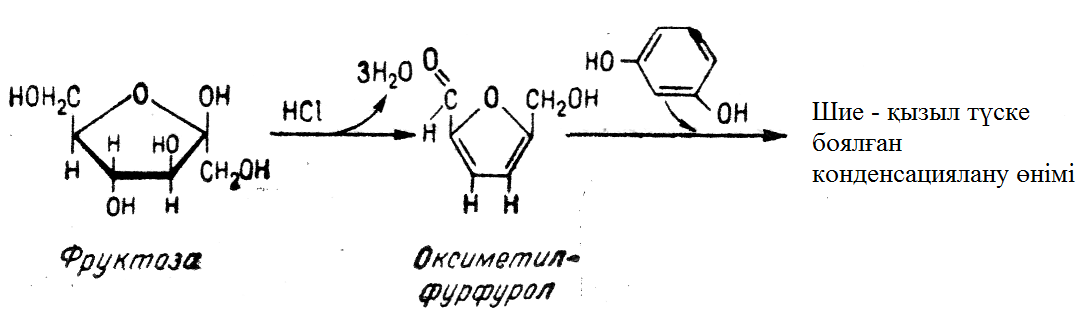 HOH₂C
O
OH
H
H
HO
CH₂OH
OH
H
Фруктоза
HCl
3H₂O
O
C
H
O
CH₂OH
H H
Оксиметил-
фурфурол
HO
OH
Шие - қызыл түске
боялған
конденсациялану өнімі